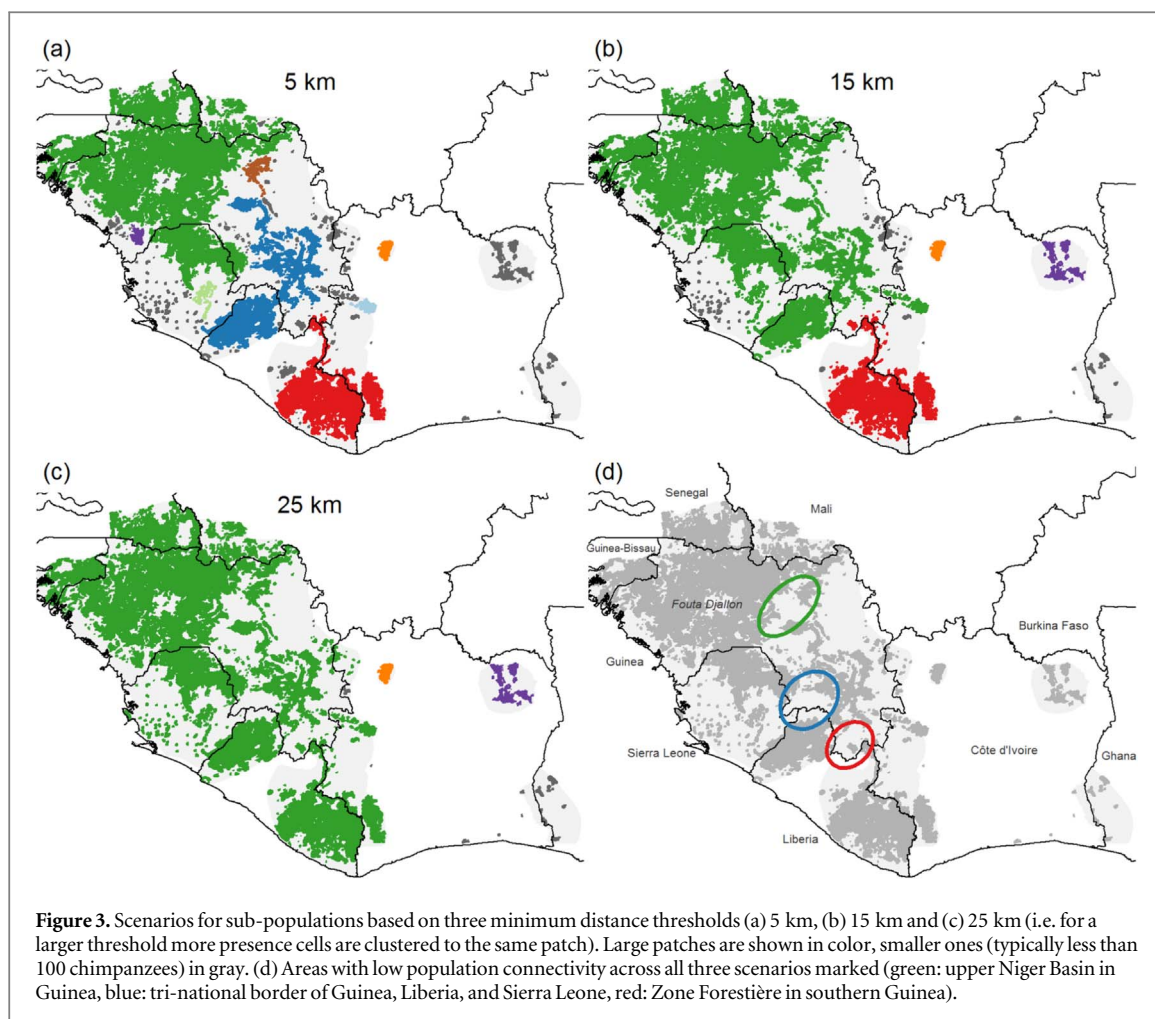 (a)
5 km
(b)
15 km
(c)
25 km
(d)
Senegal
Mali
Guinea-Bissau
Fouta Djallon
Burkina Faso
Guinea
Sierra Leone
Côte d'Ivoire
Ghana
Liberia
Figure 3. Scenarios for sub-populations based on three minimum distance thresholds (a) 5 km, (b) 15 km and (c) 25 km (i.e. for a
larger threshold more presence cells are clustered to the same patch). Large patches are shown in color, smaller ones (typically less than
100 chimpanzees) in gray. (d) Areas with low population connectivity across all three scenarios marked (green: upper Niger Basin in
Guinea, blue: tri-national border of Guinea, Liberia, and Sierra Leone, red: Zone Forestière in southern Guinea).